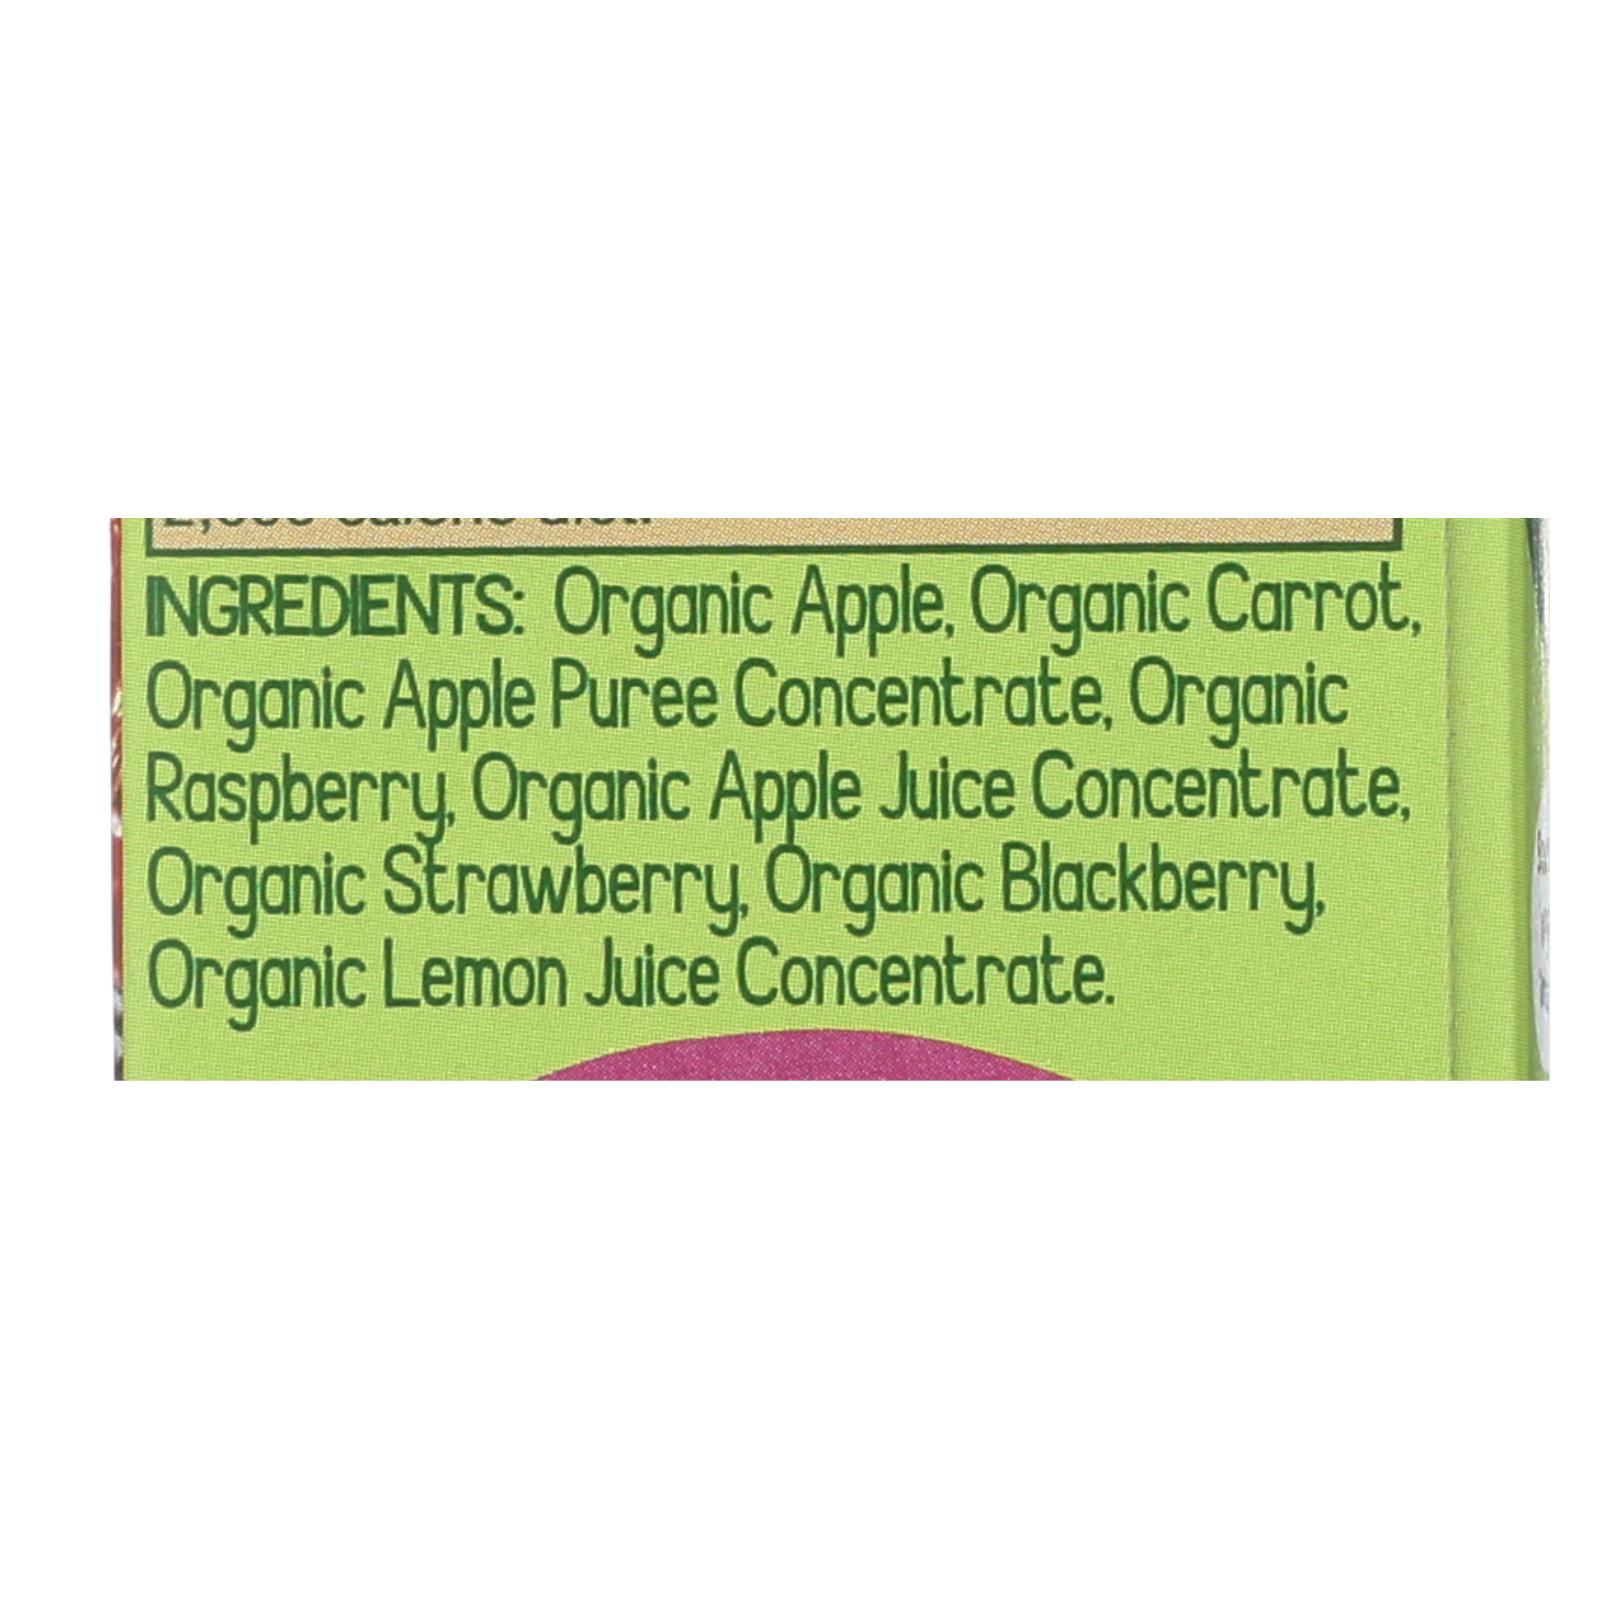 INGREDIENTS: Organic Apple, Organic Carrot,
Organic Apple Puree Concentrate, Organic
Raspberry, Organic Apple Juice Concentrate,
Organic Strawberry, Organic Blackberry,
Organic Lemon Juice Concentrate.